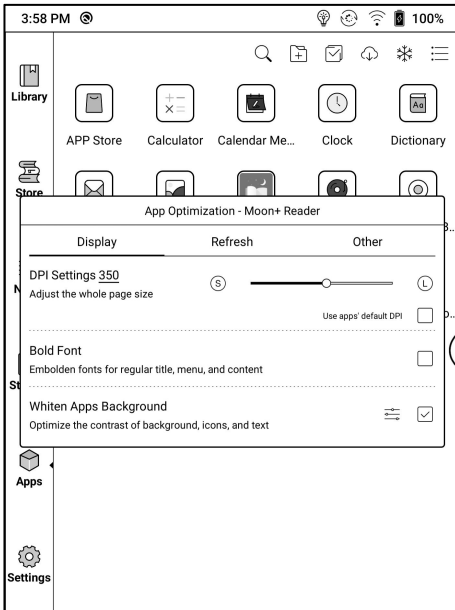 3:58 PM
100%
Library
APP Store
Calculator
Calendar Me...
Clock
Dictionary
Aa
Store
App Optimization - Moon+ Reader
Display
Refresh
Other
DPI Settings 350
S
L
Adjust the whole page size
Use apps' default DPI
Bold Font
Embolden fonts for regular title, menu, and content
Whiten Apps Background
Optimize the contrast of background, icons, and text
Apps
Settings